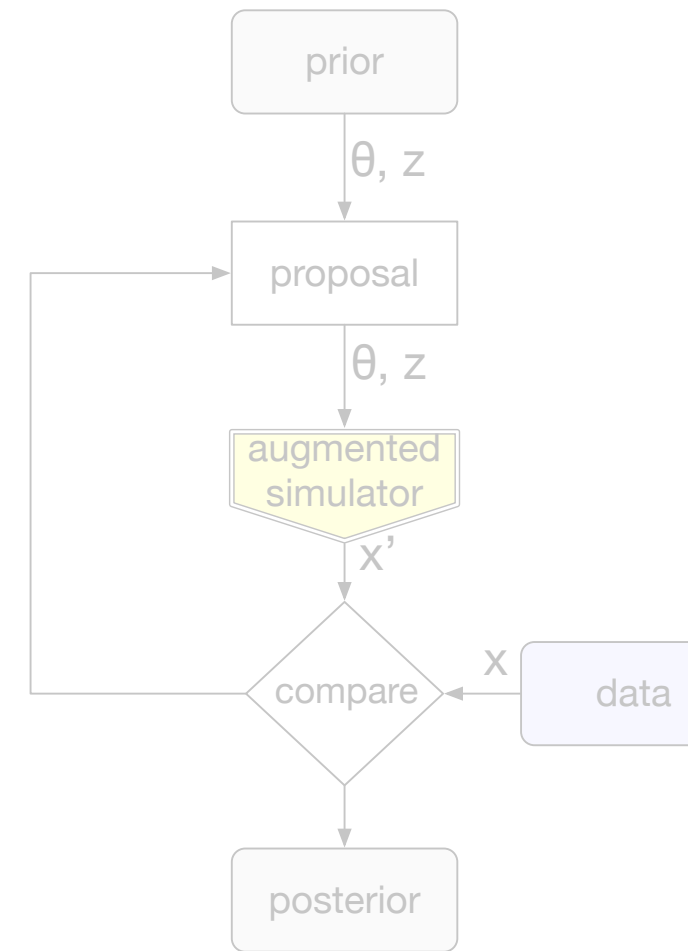 prior
θ, z
proposal
θ, z
augmented
simulator
x’
x
compare
data
posterior